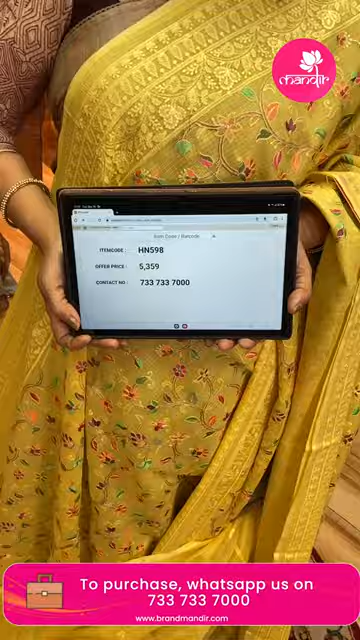 mandir
Item Code | Barcode
ITEMCODE : HN598
OFFER PRICE : 5,359
CONTACT NO : 733 733 7000
To purchase, whatsapp us on
733 733 7000
www.brandmandir.com